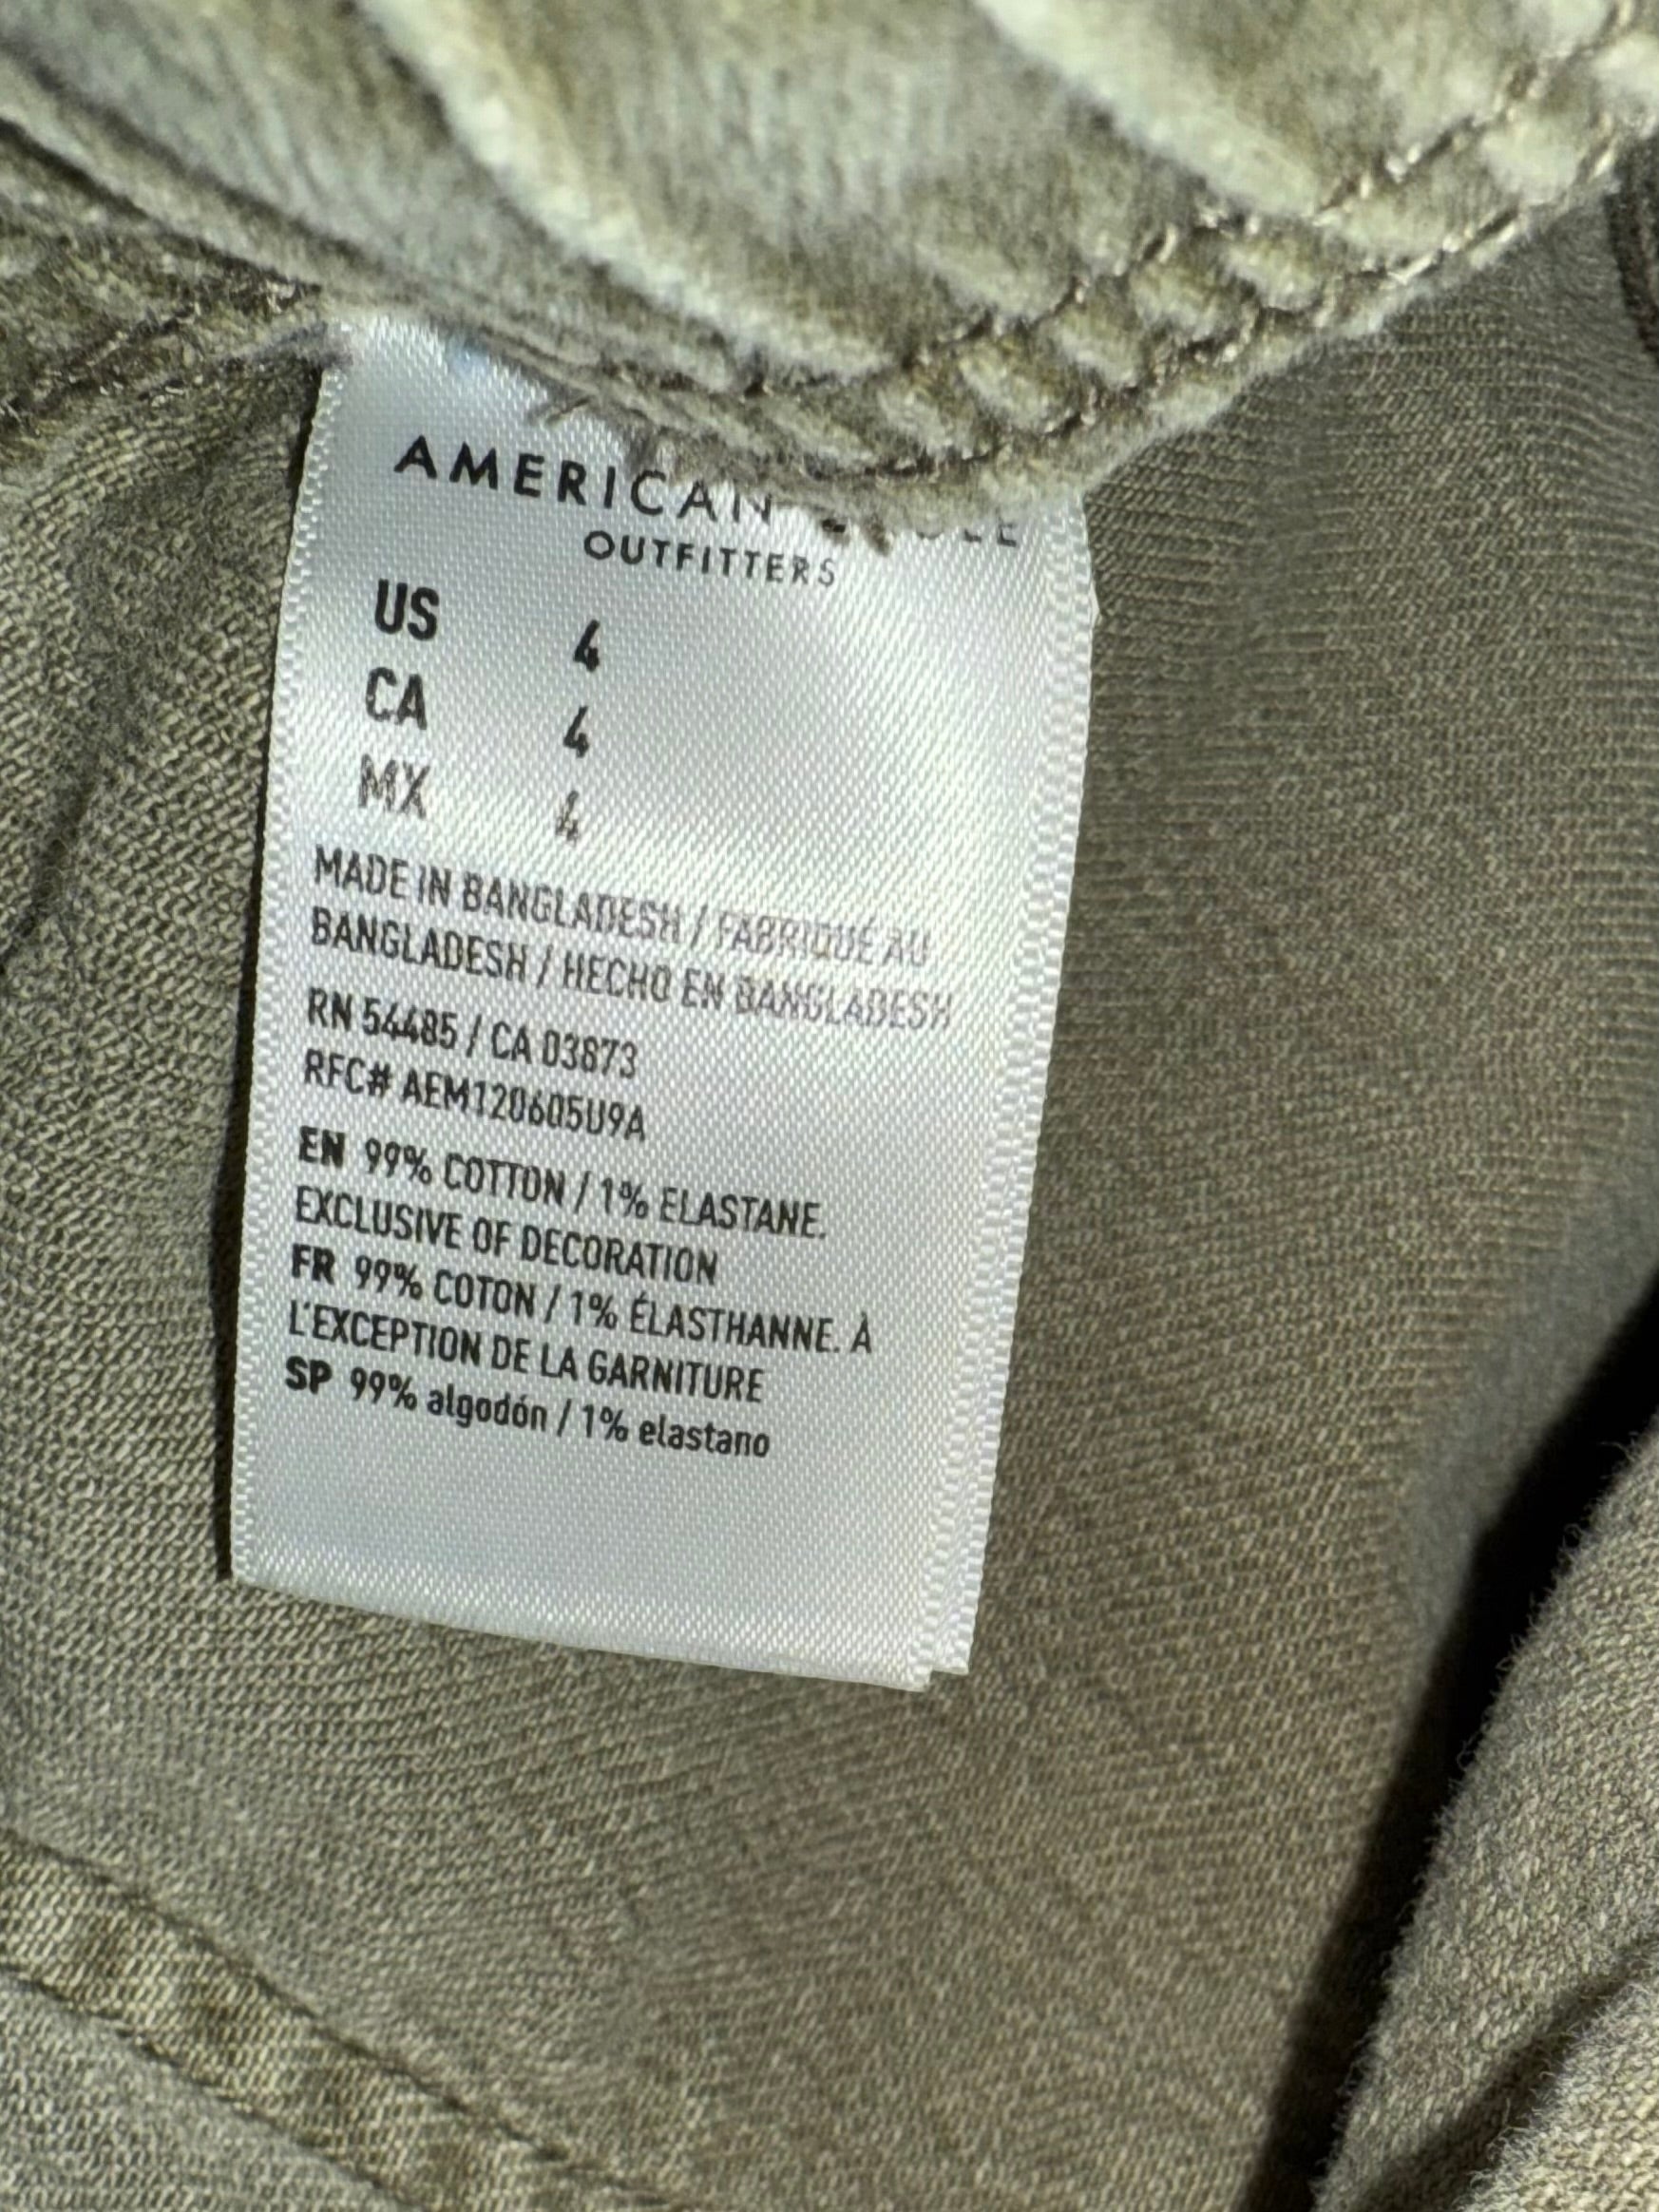 AMERICAN
OUTFITTERS
US 4
CA 4
MX 4
MADE IN BANGLADESH / FABRIQUÉ AU
BANGLADESH / HECHO EN BANGLADESH
RN 54485 / CA 03873
RFC# AEM120605U9A
EN 99% COTTON / 1% ELASTANE.
EXCLUSIVE OF DECORATION
FR 99% COTON / 1% ÉLASTHANNE. À
L'EXCEPTION DE LA GARNITURE
SP 99% algodón / 1% elastano